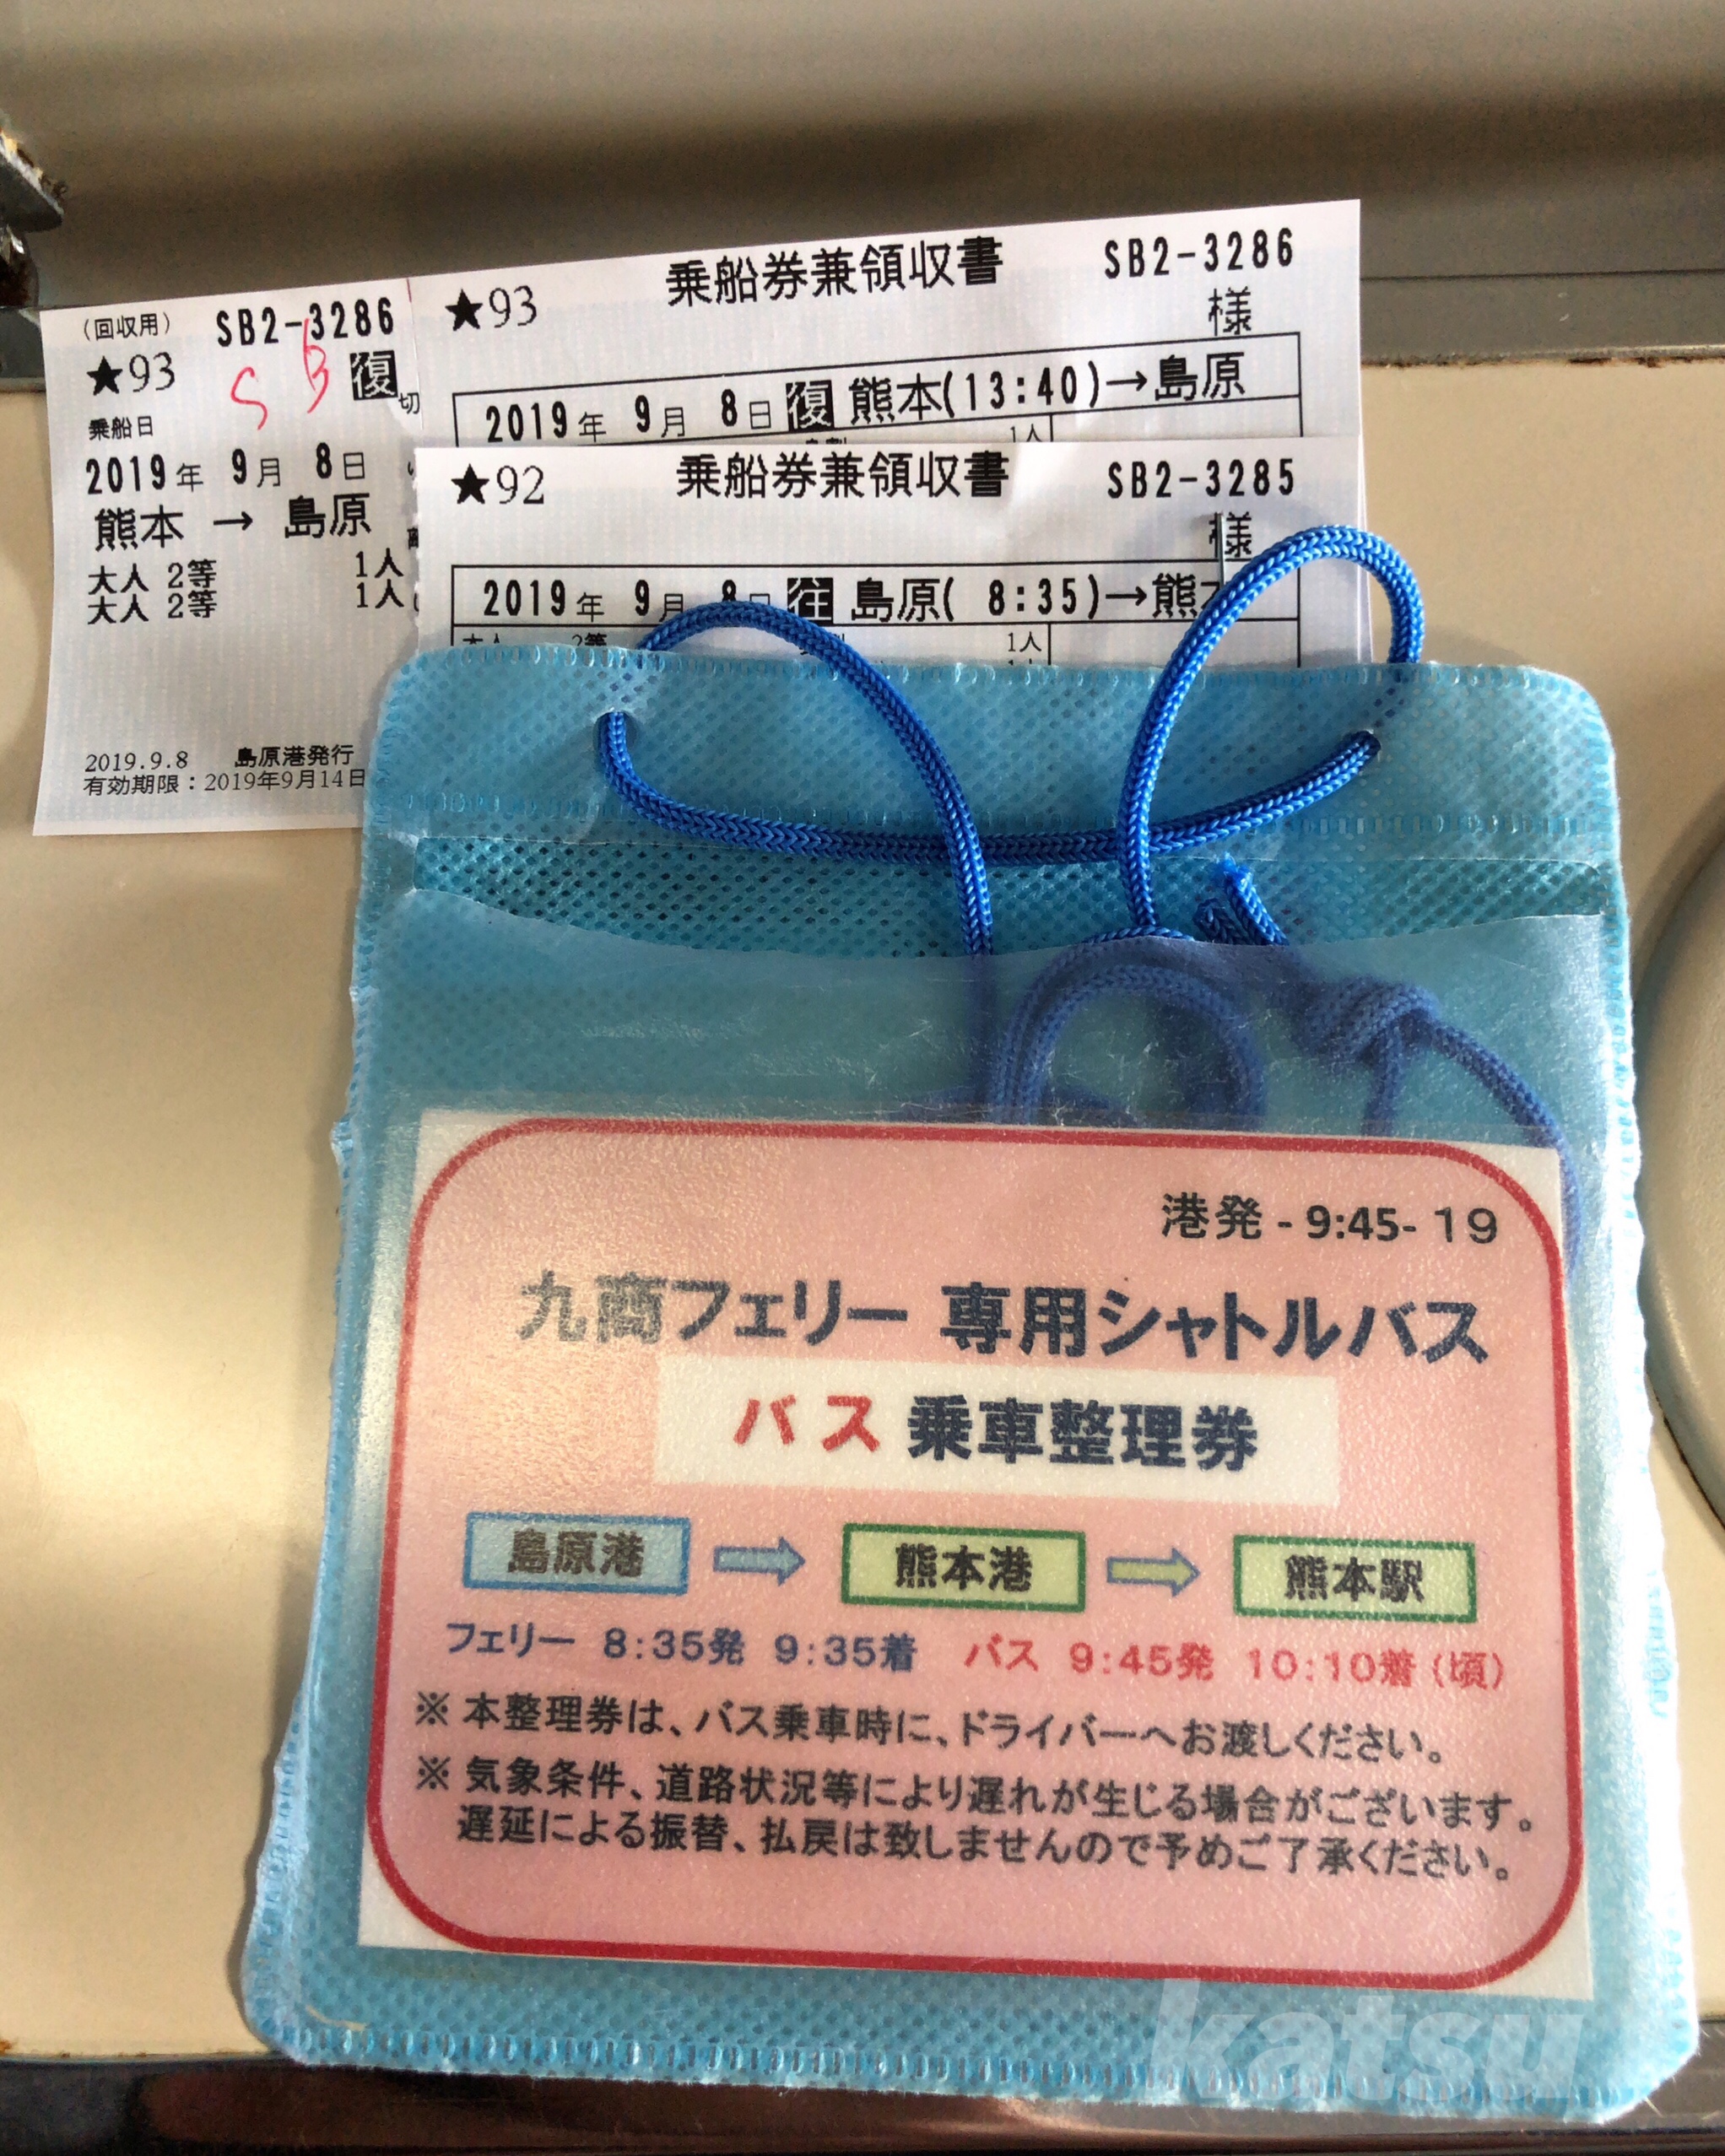 （回収用） SB2-3286
★93 SB 復
切
乗船日
2019年 9月 8日
熊本 → 島原
大人 2等 1人
大人 2等 1人
2019.9.8 島原港発行
有効期限：2019年9月14日
★93 乗船券兼領収書 SB2-3286
様
2019年 9月 8日 復 熊本(13:40)→島原
1人
★92 乗船券兼領収書 SB2-3285
様
2019年 9月 8日 往 島原( 8:35)→熊本
大人 2等 1人
港発 - 9:45- 19
九商フェリー 専用シャトルバス
バス 乗車整理券
島原港 ⇒ 熊本港 ⇒ 熊本駅
フェリー 8:35発 9:35着 バス 9:45発 10:10着（頃）
※ 本整理券は、バス乗車時に、ドライバーへお渡しください。
※ 気象条件、道路状況等により遅れが生じる場合がございます。
遅延による振替、払戻は致しませんので予めご了承ください。
katsu